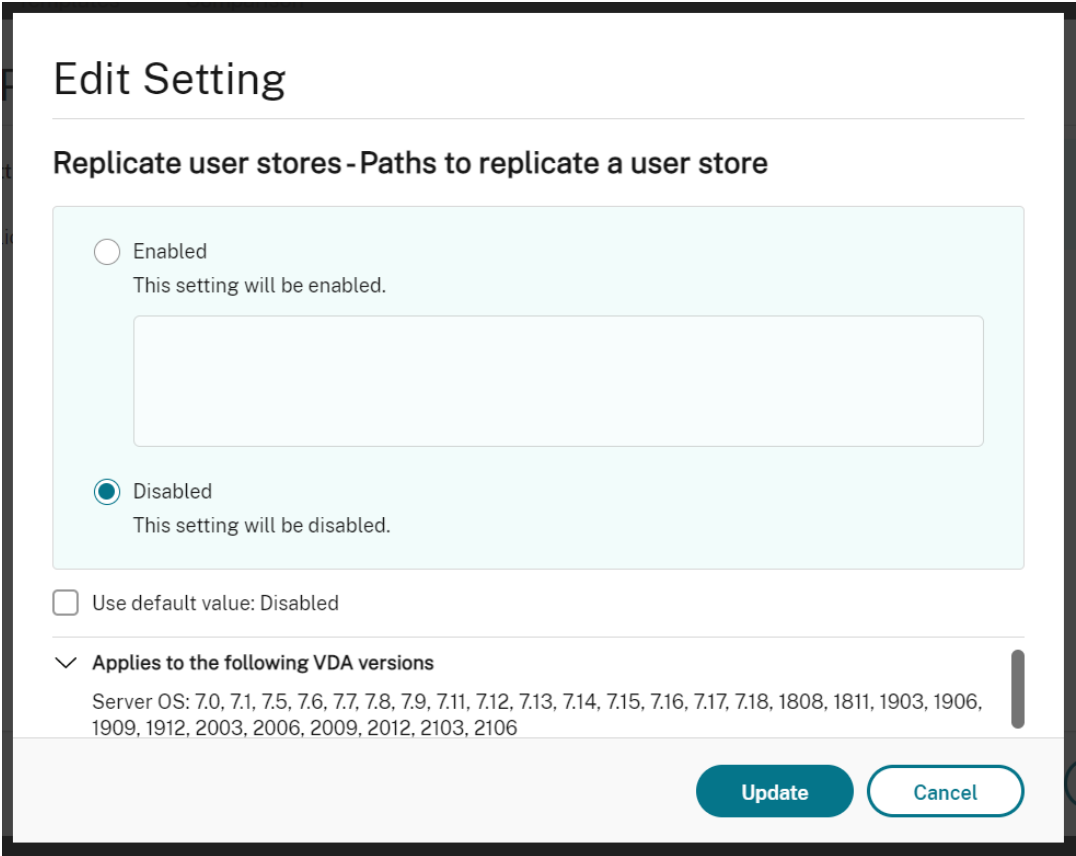 Edit Setting
Replicate user stores - Paths to replicate a user store
Enabled
This setting will be enabled.
Disabled
This setting will be disabled.
Use default value: Disabled
Applies to the following VDA versions
Server OS: 7.0, 7.1, 7.5, 7.6, 7.7, 7.8, 7.9, 7.11, 7.12, 7.13, 7.14, 7.15, 7.16, 7.17, 7.18, 1808, 1811, 1903, 1906,
1909, 1912, 2003, 2006, 2009, 2012, 2103, 2106
Update
Cancel